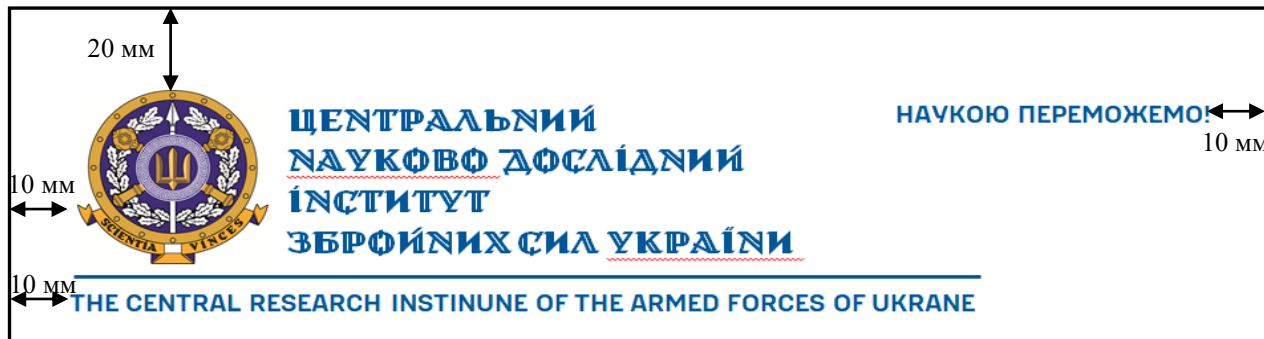 20 мм
ЦЕНТРАЛЬНИЙ
НАУКОВО ДОСЛІДНИЙ
ІНСТИТУТ
ЗБРОЙНИХ СИЛ УКРАЇНИ
НАУКОЮ ПЕРЕМОЖЕМО!
10 мм
10 мм
SCIENTIA VINCES
10 мм
THE CENTRAL RESEARCH INSTINUNE OF THE ARMED FORCES OF UKRANE